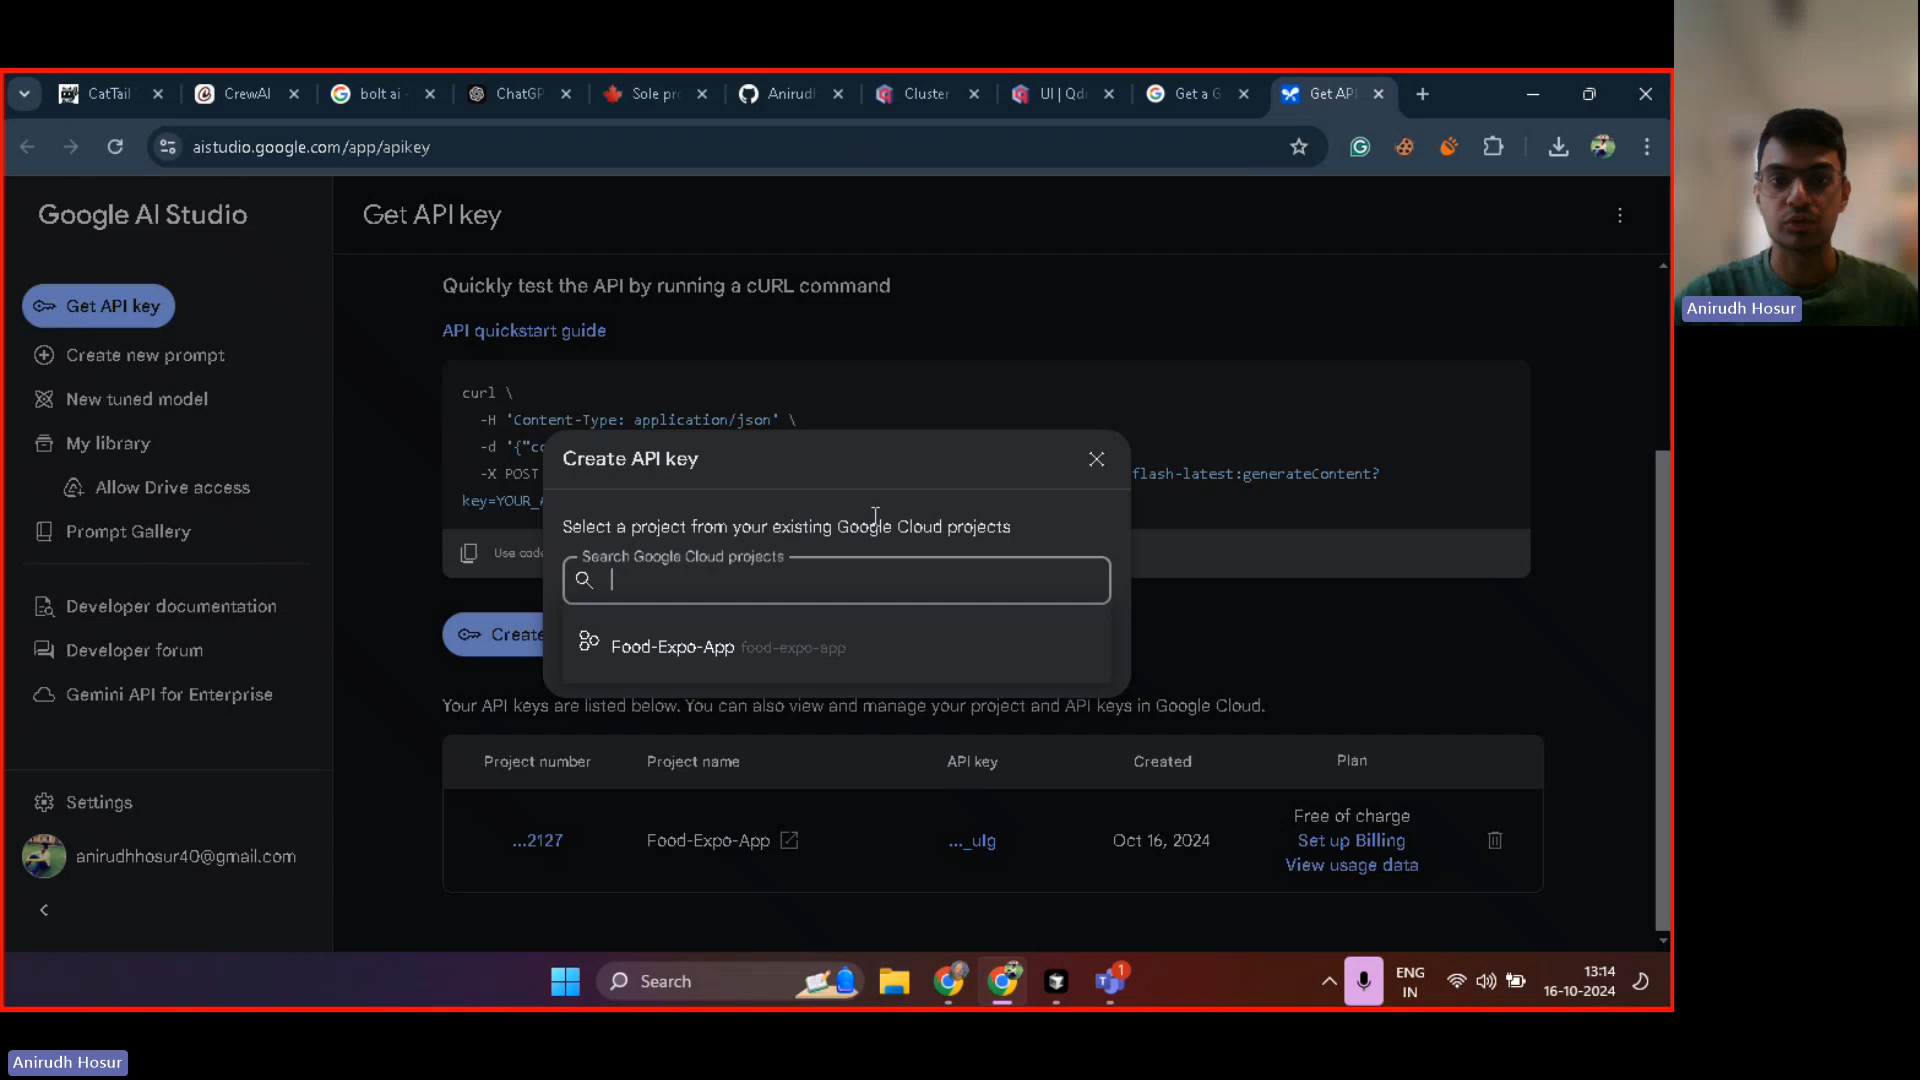 CatTail
CrewAI
bolt ai
ChatGP
Sole pr
Anirud
Cluster
UI | Qd
Get a G
Get API
aistudio.google.com/app/apikey
Google AI Studio
Get API key
Create new prompt
New tuned model
My library
Allow Drive access
Prompt Gallery
Developer documentation
Developer forum
Gemini API for Enterprise
Settings
anirudhhosur40@gmail.com
Get API key
Quickly test the API by running a cURL command
API quickstart guide
curl \
-H 'Content-Type: application/json' \
-d '{"co
-X POST
flash-latest:generateContent?
key=YOUR_A
Use code
Create API key
Select a project from your existing Google Cloud projects
Search Google Cloud projects
Food-Expo-App food-expo-app
Create
Your API keys are listed below. You can also view and manage your project and API keys in Google Cloud.
Project number Project name API key Created Plan
...2127 Food-Expo-App ..._ulg Oct 16, 2024
Free of charge
Set up Billing
View usage data
Search
1
ENG
IN
13:14
16-10-2024
Anirudh Hosur
Anirudh Hosur